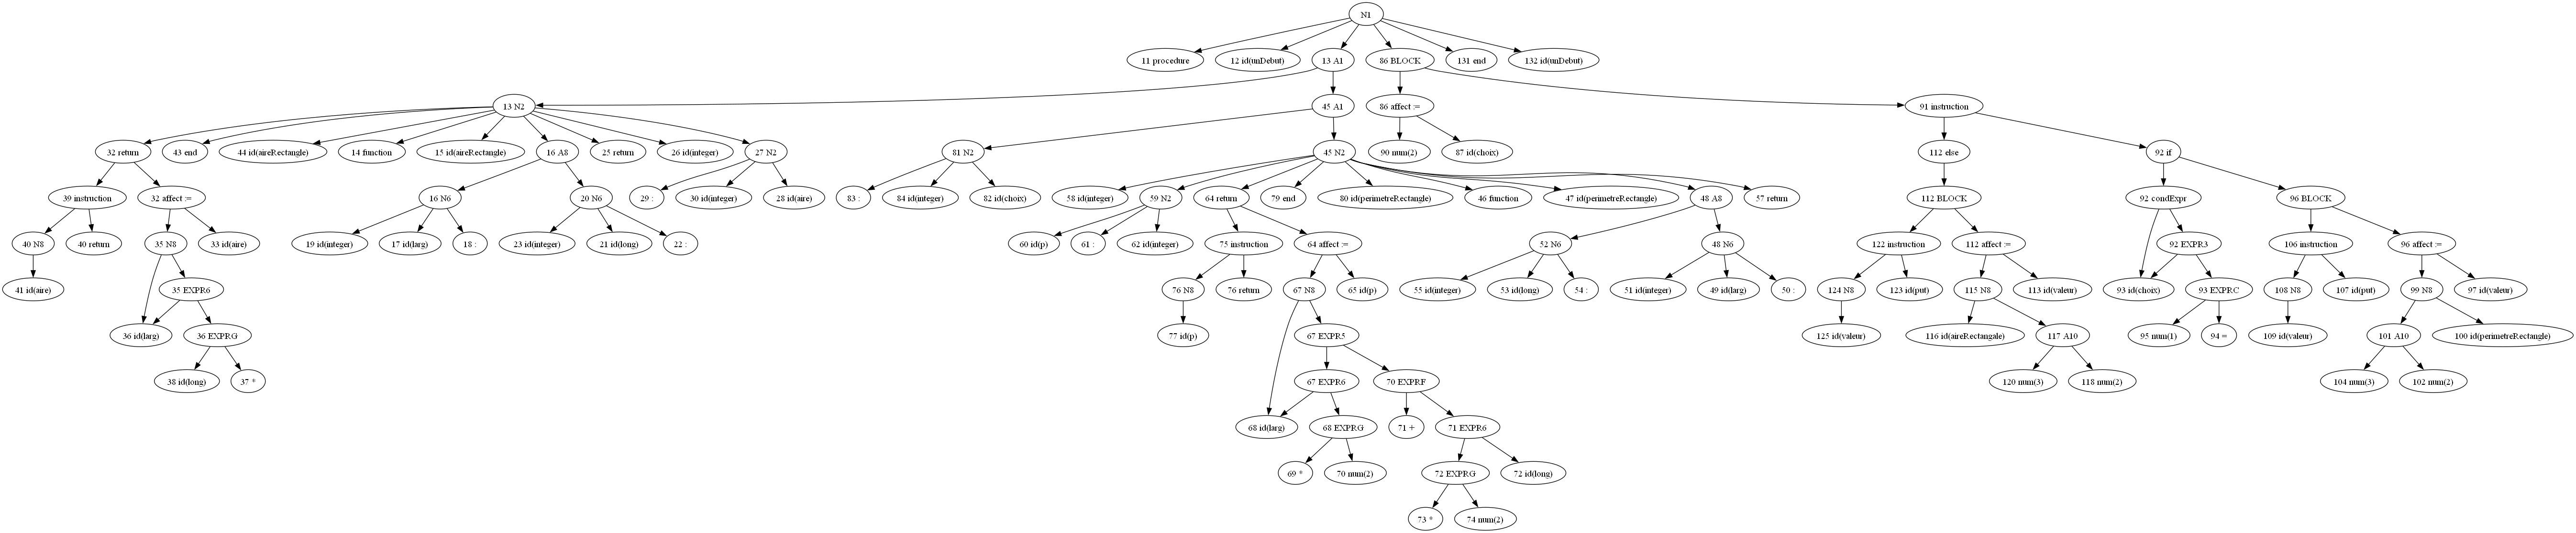 N1
11 procedure
12 id(unDebut)
13 A1
86 BLOCK
131 end
132 id(unDebut)
13 N2
45 A1
86 affect :=
91 instruction
32 return
43 end
44 id(aireRectangle)
14 function
15 id(aireRectangle)
16 A8
25 return
26 id(integer)
27 N2
81 N2
45 N2
90 num(2)
87 id(choix)
112 else
92 if
39 instruction
32 affect :=
16 N6
20 N6
29 :
30 id(integer)
28 id(aire)
83 :
84 id(integer)
82 id(choix)
58 id(integer)
59 N2
64 return
79 end
80 id(perimetreRectangle)
46 function
47 id(perimetreRectangle)
48 A8
57 return
112 BLOCK
92 condExpr
96 BLOCK
40 N8
40 return
35 N8
33 id(aire)
19 id(integer)
17 id(larg)
18 :
23 id(integer)
21 id(long)
22 :
60 id(p)
61 :
62 id(integer)
75 instruction
64 affect :=
52 N6
48 N6
122 instruction
112 affect :=
92 EXPR3
106 instruction
96 affect :=
41 id(aire)
35 EXPR6
76 N8
76 return
67 N8
65 id(p)
55 id(integer)
53 id(long)
54 :
51 id(integer)
49 id(larg)
50 :
124 N8
123 id(put)
115 N8
113 id(valeur)
93 id(choix)
93 EXPRC
108 N8
107 id(put)
99 N8
97 id(valeur)
36 id(larg)
36 EXPRG
77 id(p)
67 EXPR5
125 id(valeur)
116 id(aireRectangale)
117 A10
95 num(1)
94 =
109 id(valeur)
101 A10
100 id(perimetreRectangle)
38 id(long)
37 *
67 EXPR6
70 EXPRF
120 num(3)
118 num(2)
104 num(3)
102 num(2)
68 id(larg)
68 EXPRG
71 +
71 EXPR6
69 *
70 num(2)
72 EXPRG
72 id(long)
73 *
74 num(2)